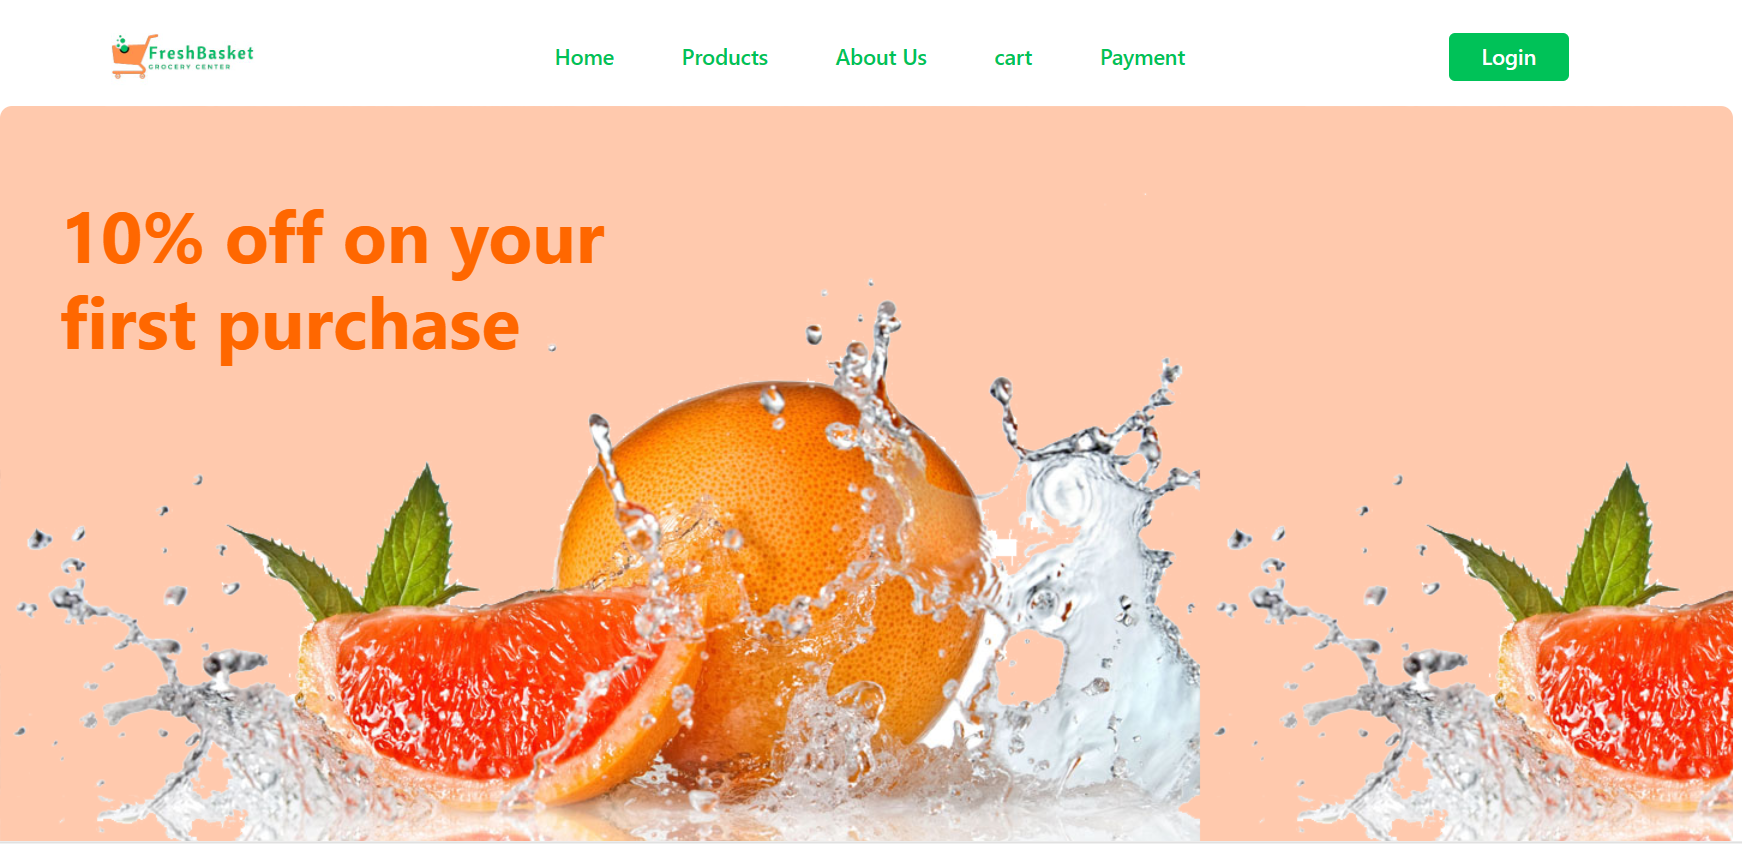 FreshBasket
GROCERY CENTER
Home
Products
About Us
cart
Payment
Login
10% off on your
first purchase